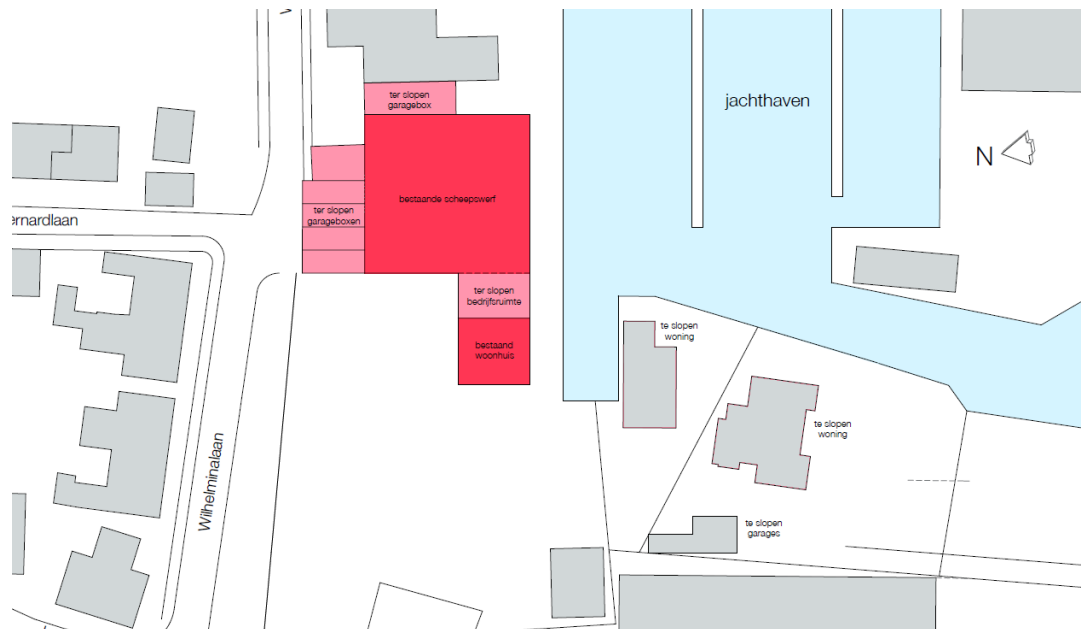 ter slopen
garagebox
jachthaven
N
bestaande scheepswerf
ter slopen
garageboxen
ernardlaan
ter slopen
bedrijfsruimte
te slopen
woning
bestaand
woonhuis
te slopen
woning
Wilhelminalaan
te slopen
garages